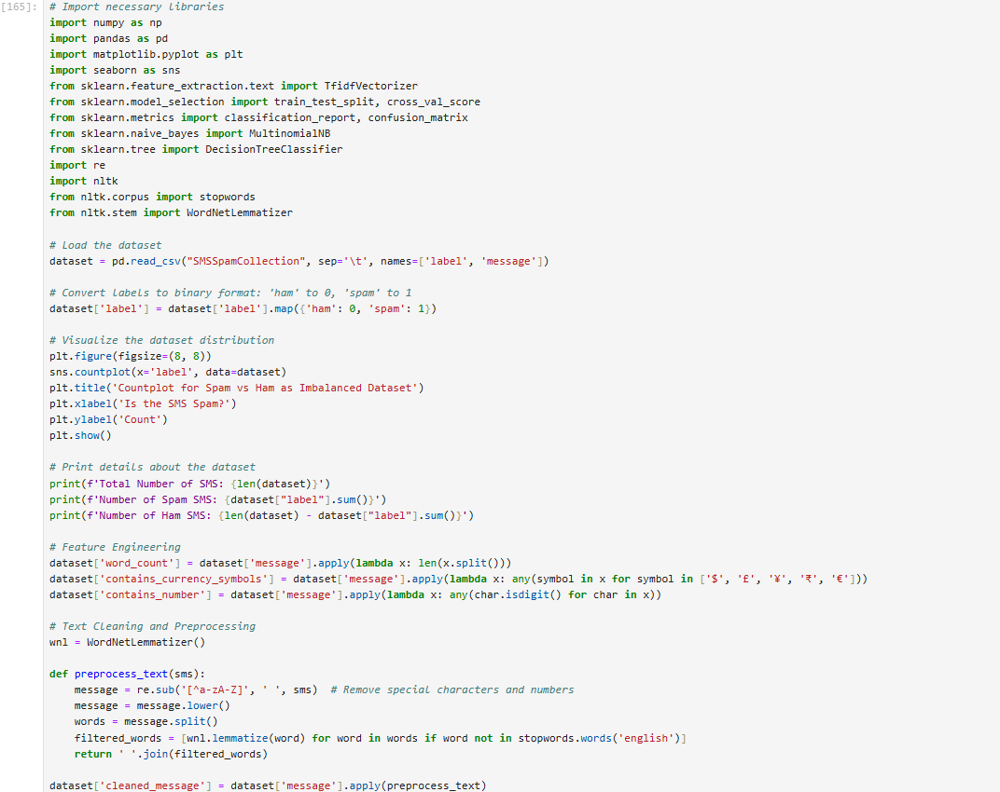 [165]: # Import necessary libraries
import numpy as np
import pandas as pd
import matplotlib.pyplot as plt
import seaborn as sns
from sklearn.feature_extraction.text import TfidfVectorizer
from sklearn.model_selection import train_test_split, cross_val_score
from sklearn.metrics import classification_report, confusion_matrix
from sklearn.naive_bayes import MultinomialNB
from sklearn.tree import DecisionTreeClassifier
import re
import nltk
from nltk.corpus import stopwords
from nltk.stem import WordNetLemmatizer

# Load the dataset
dataset = pd.read_csv("SMSSpamCollection", sep='\t', names=['label', 'message'])

# Convert labels to binary format: 'ham' to 0, 'spam' to 1
dataset['label'] = dataset['label'].map({'ham': 0, 'spam': 1})

# Visualize the dataset distribution
plt.figure(figsize=(8, 8))
sns.countplot(x='label', data=dataset)
plt.title('Countplot for Spam vs Ham as Imbalanced Dataset')
plt.xlabel('Is the SMS Spam?')
plt.ylabel('Count')
plt.show()

# Print details about the dataset
print(f'Total Number of SMS: {len(dataset)}')
print(f'Number of Spam SMS: {dataset["label"].sum()}')
print(f'Number of Ham SMS: {len(dataset) - dataset["label"].sum()}')

# Feature Engineering
dataset['word_count'] = dataset['message'].apply(lambda x: len(x.split()))
dataset['contains_currency_symbols'] = dataset['message'].apply(lambda x: any(symbol in x for symbol in ['$', '£', '¥', '₹', '€']))
dataset['contains_number'] = dataset['message'].apply(lambda x: any(char.isdigit() for char in x))

# Text Cleaning and Preprocessing
wnl = WordNetLemmatizer()

def preprocess_text(sms):
    message = re.sub('[^a-zA-Z]', ' ', sms)  # Remove special characters and numbers
    message = message.lower()
    words = message.split()
    filtered_words = [wnl.lemmatize(word) for word in words if word not in stopwords.words('english')]
    return ' '.join(filtered_words)

dataset['cleaned_message'] = dataset['message'].apply(preprocess_text)